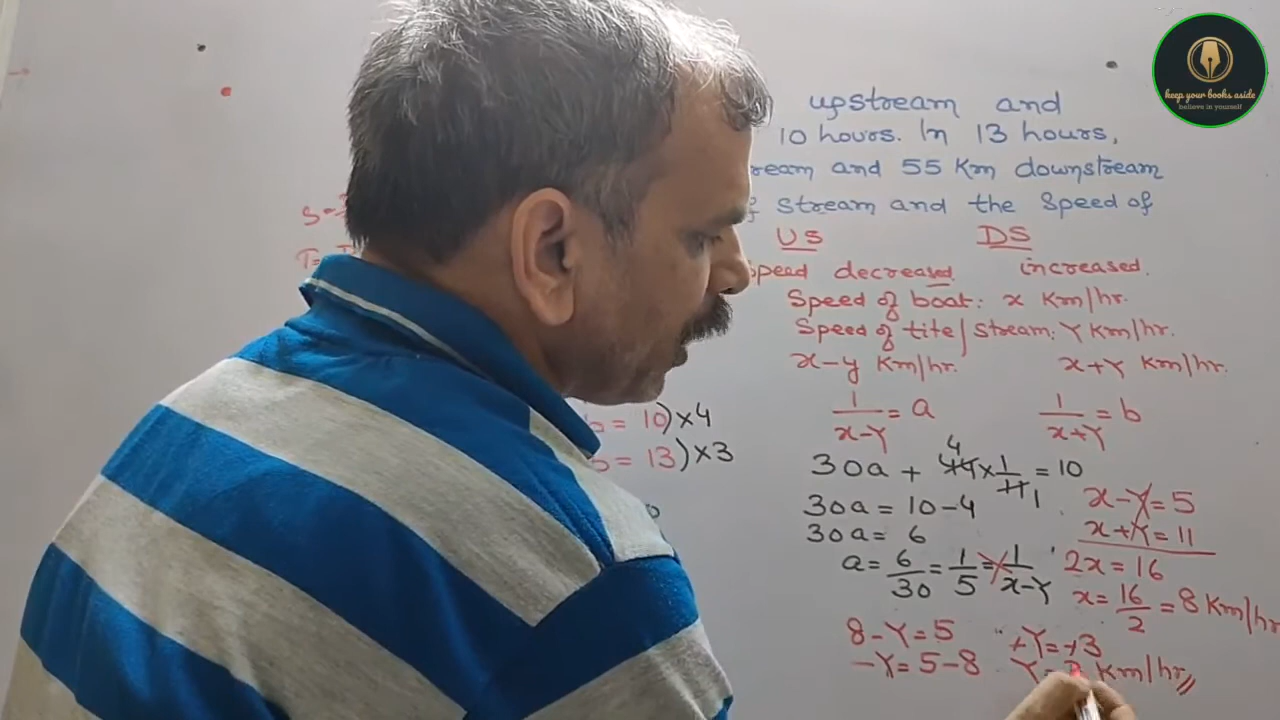 keep your books aside
believe in yourself
upstream and
10 hours. In 13 hours,
ream and 55 Km downstream
stream and the speed of
US DS
speed decreased increased.
Speed of boat: x Km/hr.
Speed of tite/stream: Y Km/hr.
x-y Km/hr. x+Y Km/hr.
1/x-Y = a 1/x+Y = b
= 10)×4
= 13)×3
30a + 44 4 × 1/11 1 = 10
30a = 10-4
30a = 6
a = 6/30 = 1/5 = 1/x-Y
x-Y=5
x+Y=11
2x = 16
x = 16/2 = 8 Km/hr
8-Y=5
-Y= 5-8
+Y=+3
Y= Km/hr